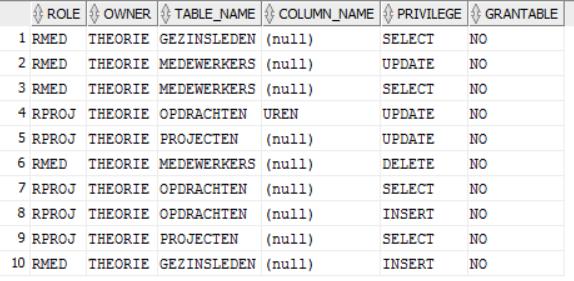 ROLE OWNER TABLE_NAME COLUMN_NAME PRIVILEGE GRANTABLE
1 RMED THEORIE GEZINSLEDEN (null) SELECT NO
2 RMED THEORIE MEDEWERKERS (null) UPDATE NO
3 RMED THEORIE MEDEWERKERS (null) SELECT NO
4 RPROJ THEORIE OPDRACHTEN UREN UPDATE NO
5 RPROJ THEORIE PROJECTEN (null) UPDATE NO
6 RMED THEORIE MEDEWERKERS (null) DELETE NO
7 RPROJ THEORIE OPDRACHTEN (null) SELECT NO
8 RPROJ THEORIE OPDRACHTEN (null) INSERT NO
9 RPROJ THEORIE PROJECTEN (null) SELECT NO
10 RMED THEORIE GEZINSLEDEN (null) INSERT NO